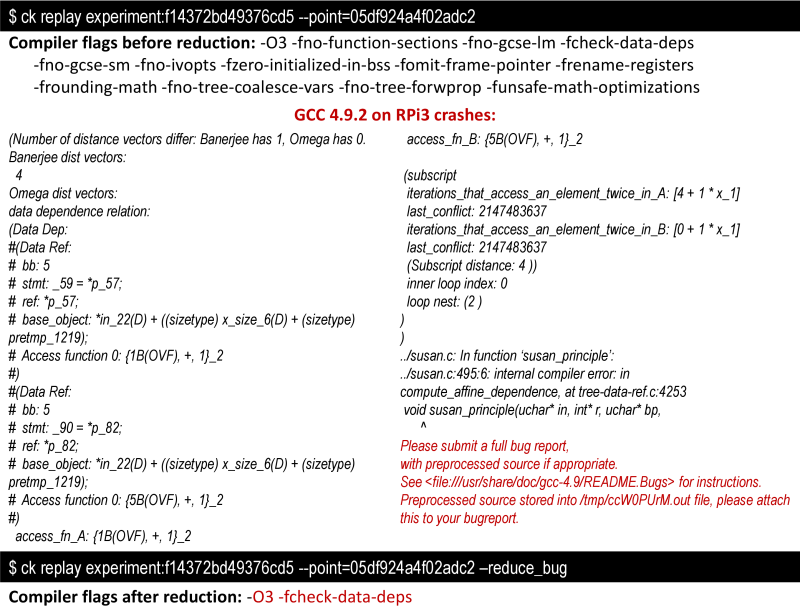 $ ck replay experiment:f14372bd49376cd5 --point=05df924a4f02adc2
Compiler flags before reduction: -O3 -fno-function-sections -fno-gcse-lm -fcheck-data-deps
-fno-gcse-sm -fno-ivopts -fzero-initialized-in-bss -fomit-frame-pointer -frename-registers
-frounding-math -fno-tree-coalesce-vars -fno-tree-forwprop -funsafe-math-optimizations
GCC 4.9.2 on RPi3 crashes:
(Number of distance vectors differ: Banerjee has 1, Omega has 0.
Banerjee dist vectors:
4
Omega dist vectors:
data dependence relation:
(Data Dep:
#(Data Ref:
# bb: 5
# stmt: _59 = *p_57;
# ref: *p_57;
# base_object: *in_22(D) + ((sizetype) x_size_6(D) + (sizetype)
pretmp_1219);
# Access function 0: {1B(OVF), +, 1}_2
#)
#(Data Ref:
# bb: 5
# stmt: _90 = *p_82;
# ref: *p_82;
# base_object: *in_22(D) + ((sizetype) x_size_6(D) + (sizetype)
pretmp_1219);
# Access function 0: {5B(OVF), +, 1}_2
#)
access_fn_A: {1B(OVF), +, 1}_2
access_fn_B: {5B(OVF), +, 1}_2
(subscript
iterations_that_access_an_element_twice_in_A: [4 + 1 * x_1]
last_conflict: 2147483637
iterations_that_access_an_element_twice_in_B: [0 + 1 * x_1]
last_conflict: 2147483637
(Subscript distance: 4 ))
inner loop index: 0
loop nest: (2 )
)
)
../susan.c: In function ‘susan_principle’:
../susan.c:495:6: internal compiler error: in
compute_affine_dependence, at tree-data-ref.c:4253
void susan_principle(uchar* in, int* r, uchar* bp,
^
Please submit a full bug report,
with preprocessed source if appropriate.
See <file:///usr/share/doc/gcc-4.9/README.Bugs> for instructions.
Preprocessed source stored into /tmp/ccW0PUrM.out file, please attach
this to your bugreport.
$ ck replay experiment:f14372bd49376cd5 --point=05df924a4f02adc2 –reduce_bug
Compiler flags after reduction: -O3 -fcheck-data-deps